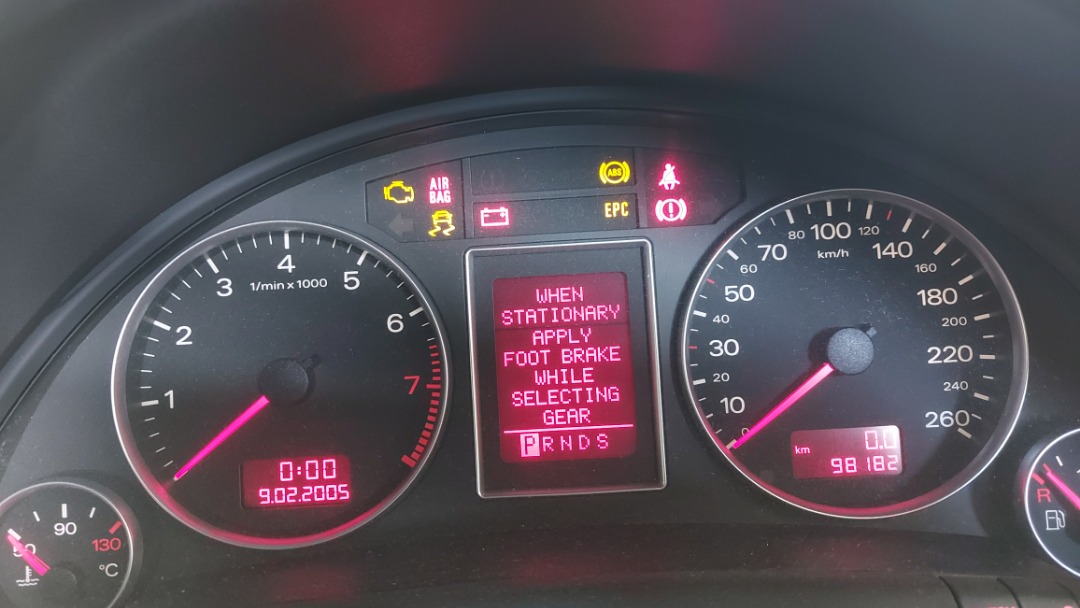 AIR
BAG
ABS
EPC
1/min x 1000
1
2
3
4
5
6
7
0:00
9.02.2005
WHEN
STATIONARY
APPLY
FOOT BRAKE
WHILE
SELECTING
GEAR
P R N D S
km/h
0
10
20
30
40
50
60
70
80
100
120
140
160
180
200
220
240
260
km
0.0
98182
50
90
130
°C
R